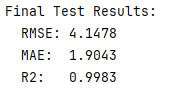 Final Test Results:
RMSE: 4.1478
MAE: 1.9043
R2: 0.9983